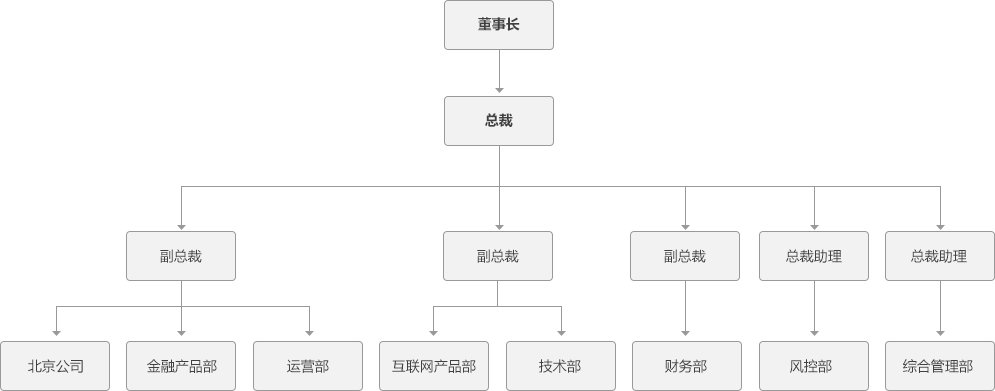 董事长
总裁
副总裁
副总裁
副总裁
总裁助理
总裁助理
北京公司
金融产品部
运营部
互联网产品部
技术部
财务部
风控部
综合管理部